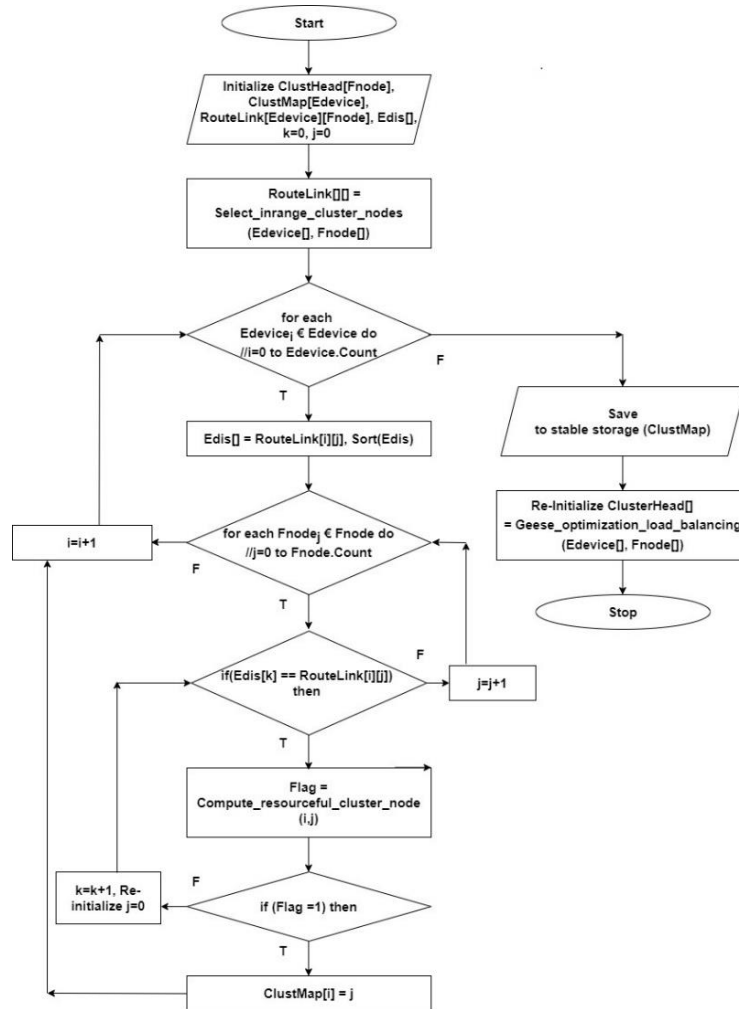 Start
Initialize ClustHead[Fnode],
ClustMap[Edevice],
RouteLink[Edevice][Fnode], Edis[],
k=0, j=0
RouteLink[][] =
Select_inrange_cluster_nodes
(Edevice[], Fnode[])
for each
Edeviceᵢ € Edevice do
//i=0 to Edevice.Count
F
T
Edis[] = RouteLink[i][j], Sort(Edis)
Save
to stable storage (ClustMap)
Re-Initialize ClusterHead[]
= Geese_optimization_load_balancing
(Edevice[], Fnode[])
Stop
i=i+1
for each Fnodeⱼ € Fnode do
//j=0 to Fnode.Count
F
T
if(Edis[k] == RouteLink[i][j])
then
F
j=j+1
T
Flag =
Compute_resourceful_cluster_node
(i,j)
k=k+1, Re-
initialize j=0
F
if (Flag =1) then
T
ClustMap[i] = j